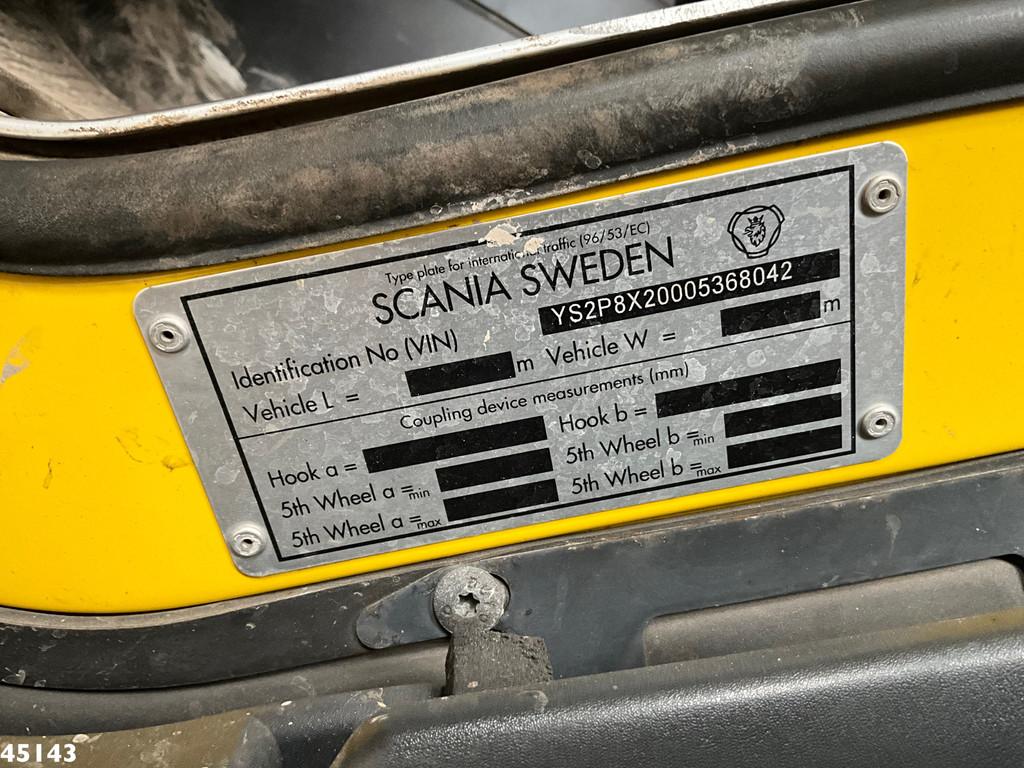 Type plate for international traffic (96/53/EC)
SCANIA SWEDEN
Identification No (VIN) YS2P8X20005368042
Vehicle L = m Vehicle W = m
Coupling device measurements (mm)
Hook a = Hook b =
5th Wheel a = min 5th Wheel b = min
5th Wheel a = max 5th Wheel b = max
45143